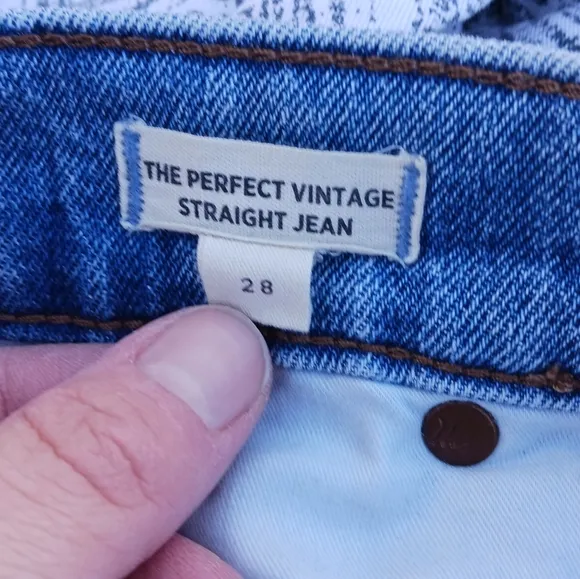 THE PERFECT VINTAGE
STRAIGHT JEAN
28